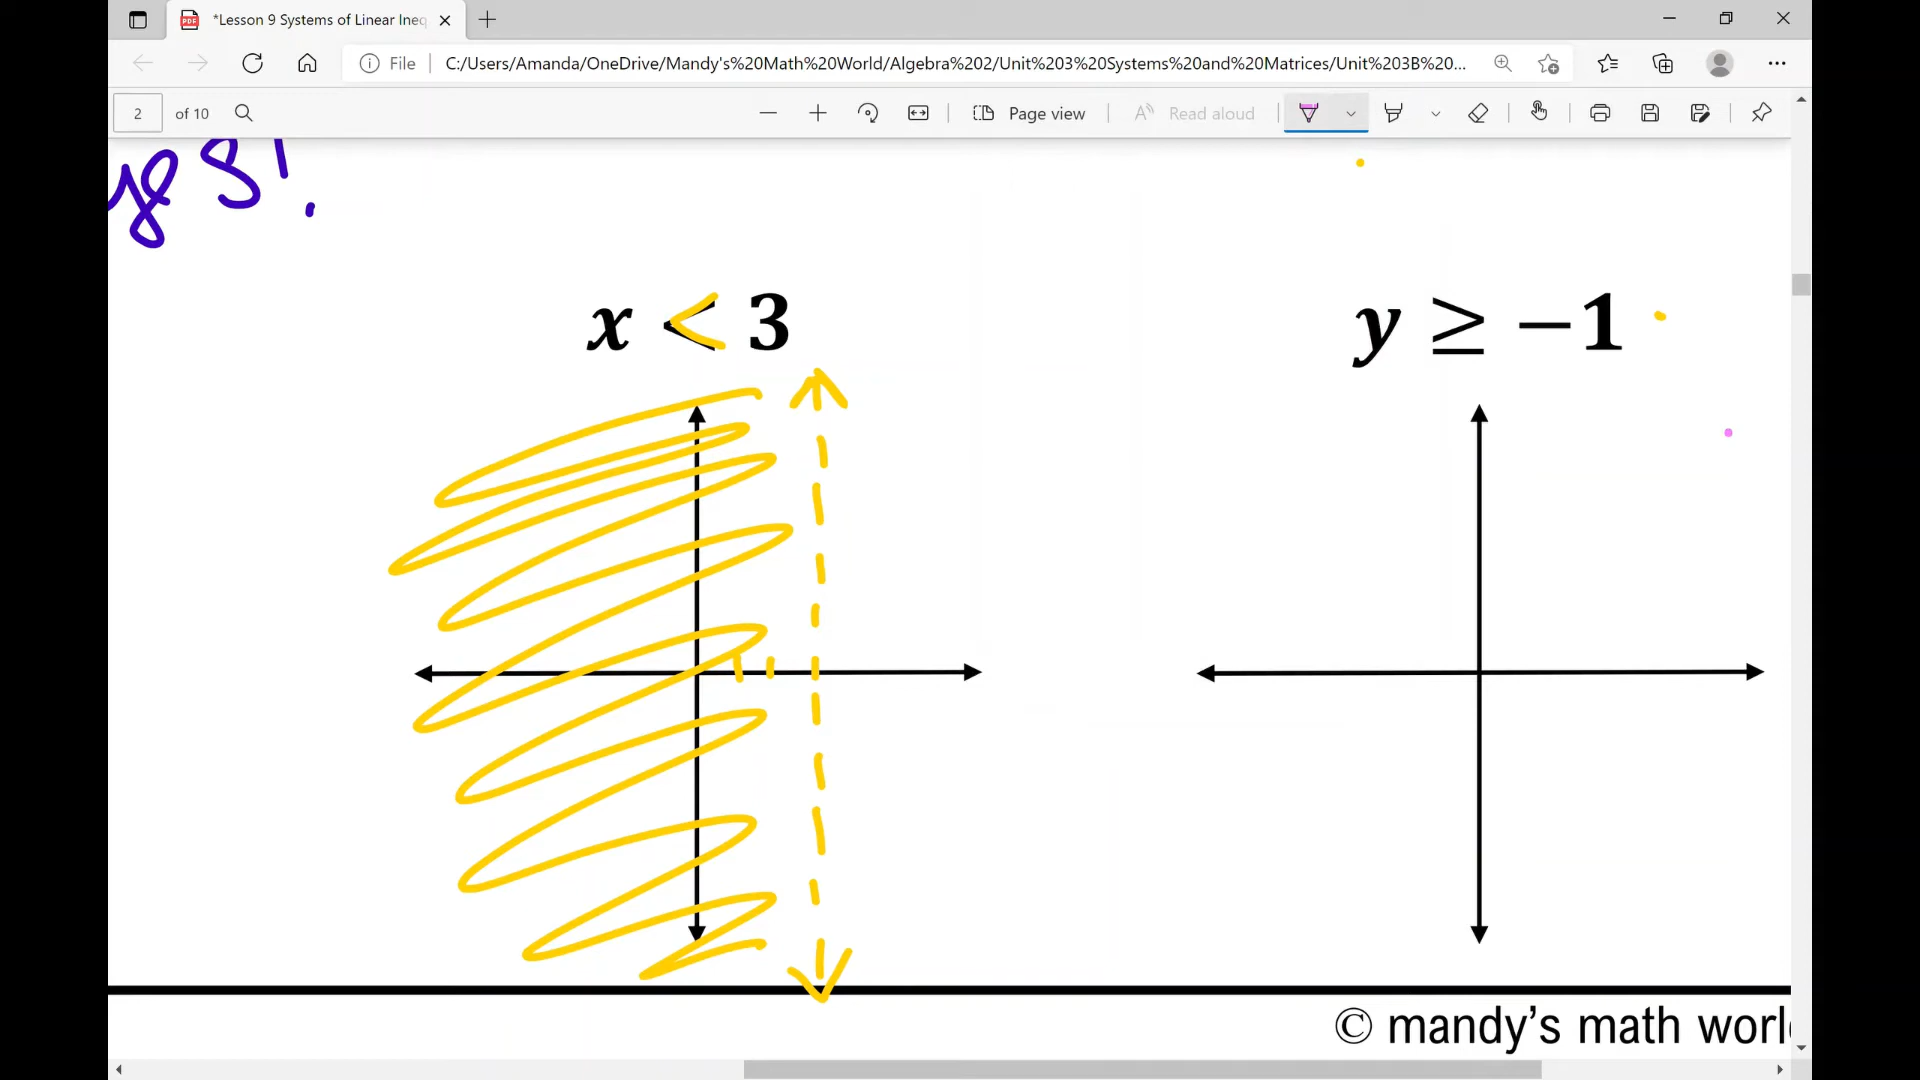 *Lesson 9 Systems of Linear Ineq
File
C:/Users/Amanda/OneDrive/Mandy's%20Math%20World/Algebra%202/Unit%203%20Systems%20and%20Matrices/Unit%203B%20...
2 of 10
Page view
Read aloud
yes!
x < 3
y ≥ −1
© mandy's math worl